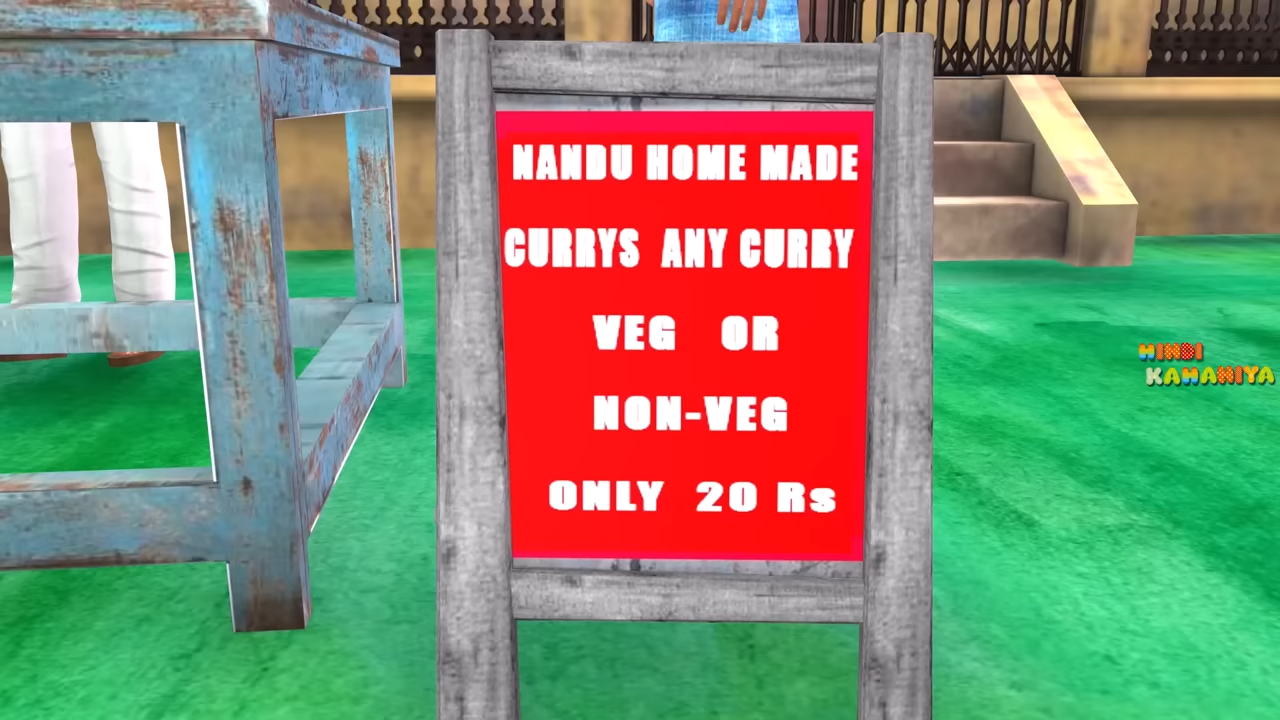 NANDU HOME MADE
CURRYS ANY CURRY
VEG OR
NON-VEG
ONLY 20 Rs
HINDI
KAHANIYA